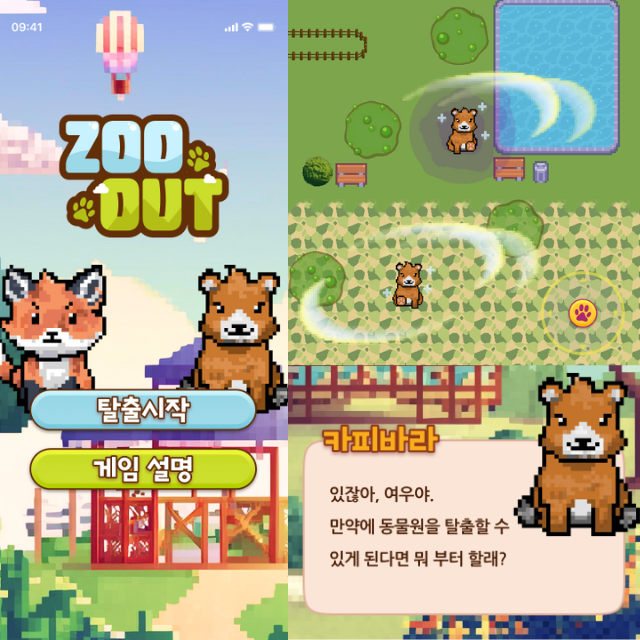 09:41
ZOO
OUT
탈출시작
게임 설명
카피바라
있잖아, 여우야.
만약에 동물원을 탈출할 수
있게 된다면 뭐 부터 할래?